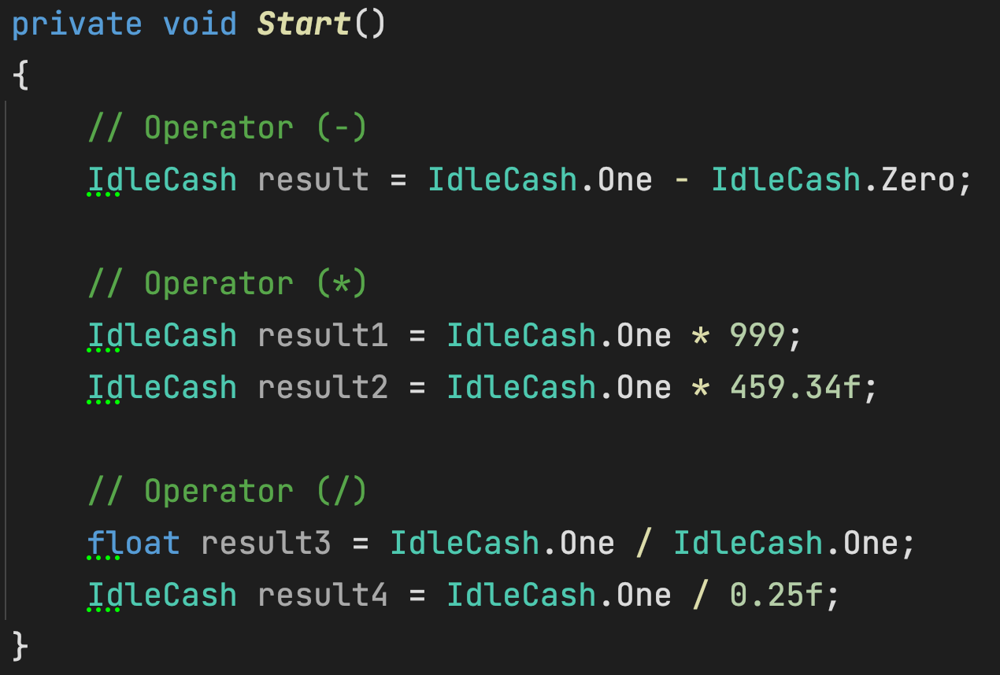 private void Start()
{
// Operator (-)
IdleCash result = IdleCash.One - IdleCash.Zero;
// Operator (*)
IdleCash result1 = IdleCash.One * 999;
IdleCash result2 = IdleCash.One * 459.34f;
// Operator (/)
float result3 = IdleCash.One / IdleCash.One;
IdleCash result4 = IdleCash.One / 0.25f;
}